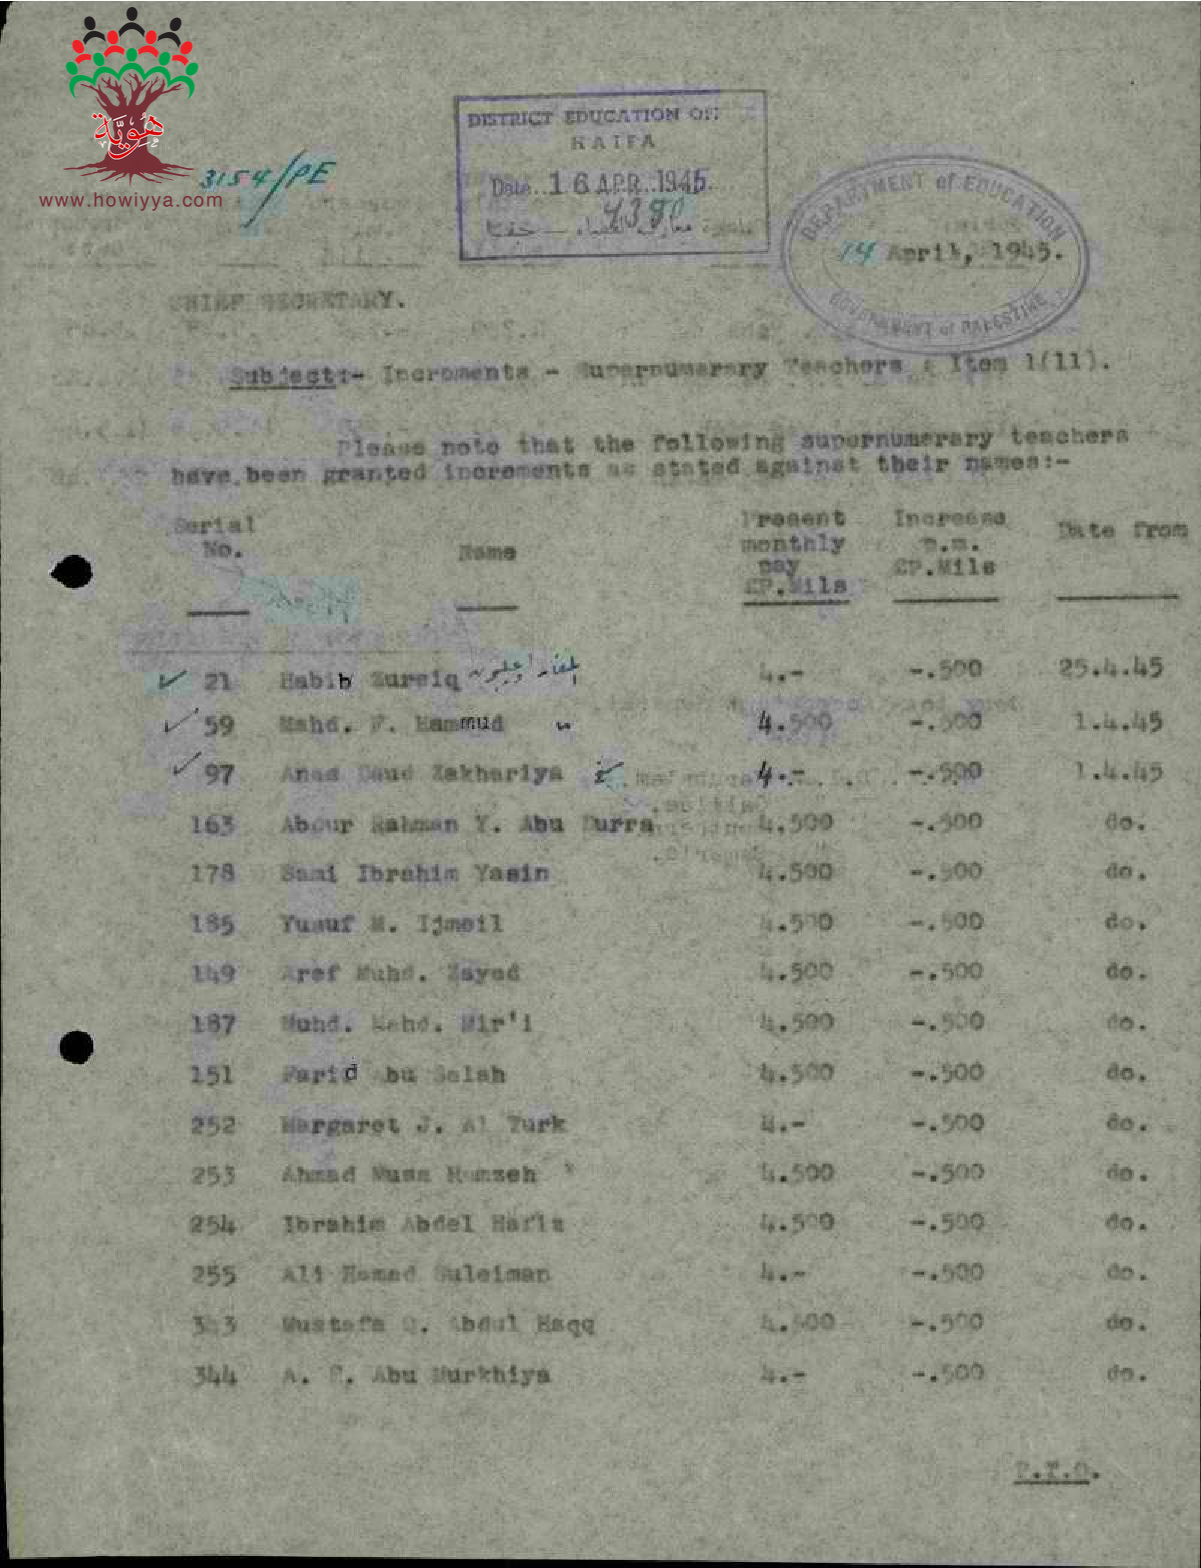 هويّة
www.howiyya.com
3154/PE
DISTRICT EDUCATION OFF
HAIFA
Date 16 APR. 1945
4380
DEPARTMENT of EDUCATION
14 April, 1945.
GOVERNMENT of PALESTINE
CHIEF SECRETARY.
Subject:- Increments - Supernumerary Teachers Item 1(11).
Please note that the following supernumerary teachers
have been granted increments as stated against their names:-
Serial No. Name Present monthly pay £P.Mils Increase p.m. £P.Mils Date from
21 Habib Zureiq 4.- -.500 25.4.45
59 Mahd. F. Hammud " 4.500 -.500 1.4.45
97 Daud Zakhariya 4.- -.500 1.4.45
163 Abdur Rahman Y. Abu Durra 4.500 -.500 do.
178 Sami Ibrahim Yasin 4.500 -.500 do.
185 Yusuf M. Ijmeil 4.500 -.500 do.
149 Aref Muhd. Zayed 4.500 -.500 do.
187 Muhd. Mahd. Mir'i 4.500 -.500 do.
151 Farid Abu Salah 4.500 -.500 do.
252 Margaret J. Al Turk 4.- -.500 do.
253 Ahmad Musa Hamzeh 4.500 -.500 do.
254 Ibrahim Abdel Hafiz 4.500 -.500 do.
255 Ali Hamad Suleiman 4.- -.500 do.
343 Mustafa Q. Abdul Haqq 4.500 -.500 do.
344 A. Abu Murkhiya 4.- -.500 do.
P.T.O.